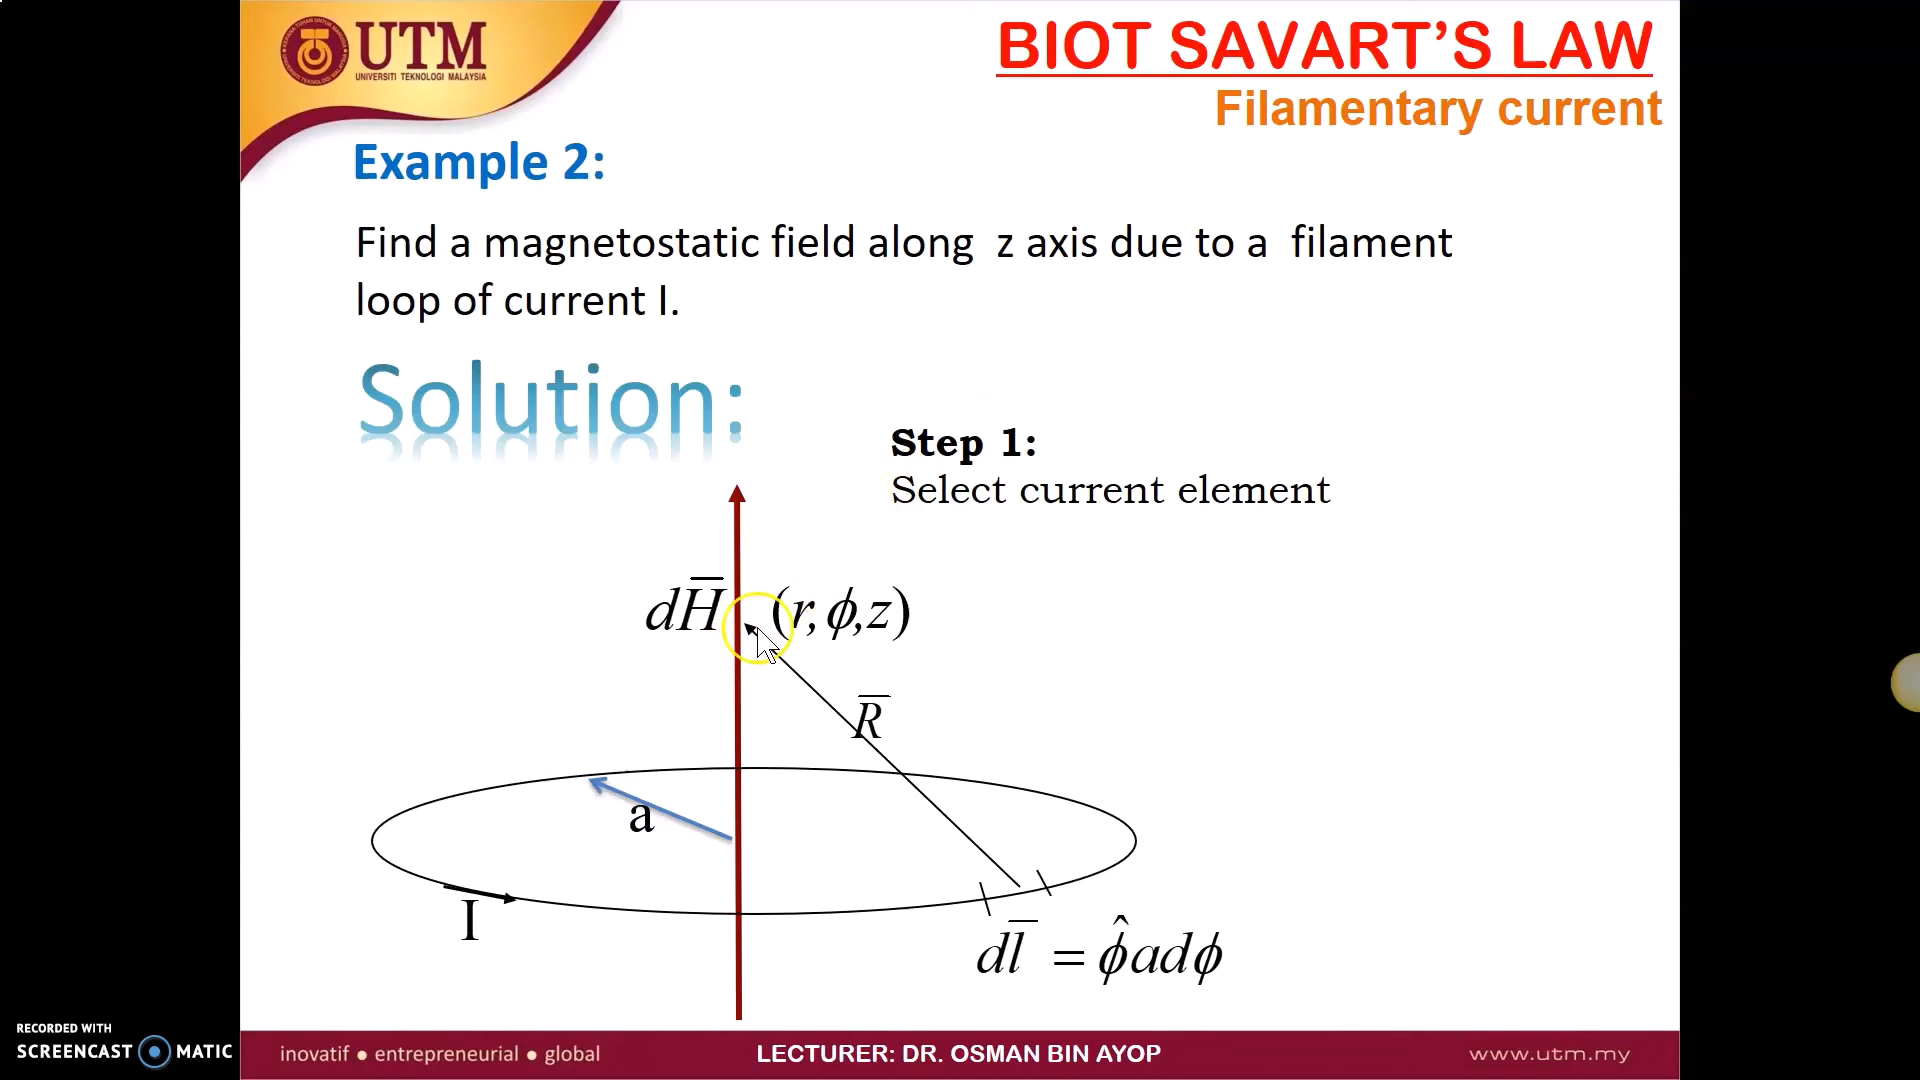 UTM
UNIVERSITI TEKNOLOGI MALAYSIA
BIOT SAVART’S LAW
Filamentary current
Example 2:
Find a magnetostatic field along z axis due to a filament
loop of current I.
Solution:
Step 1:
Select current element
dH̅ (r,ϕ,z)
R̅
a
I
dl̅ = ϕ̂adϕ
RECORDED WITH
SCREENCAST MATIC
inovatif ● entrepreneurial ● global
LECTURER: DR. OSMAN BIN AYOP
www.utm.my